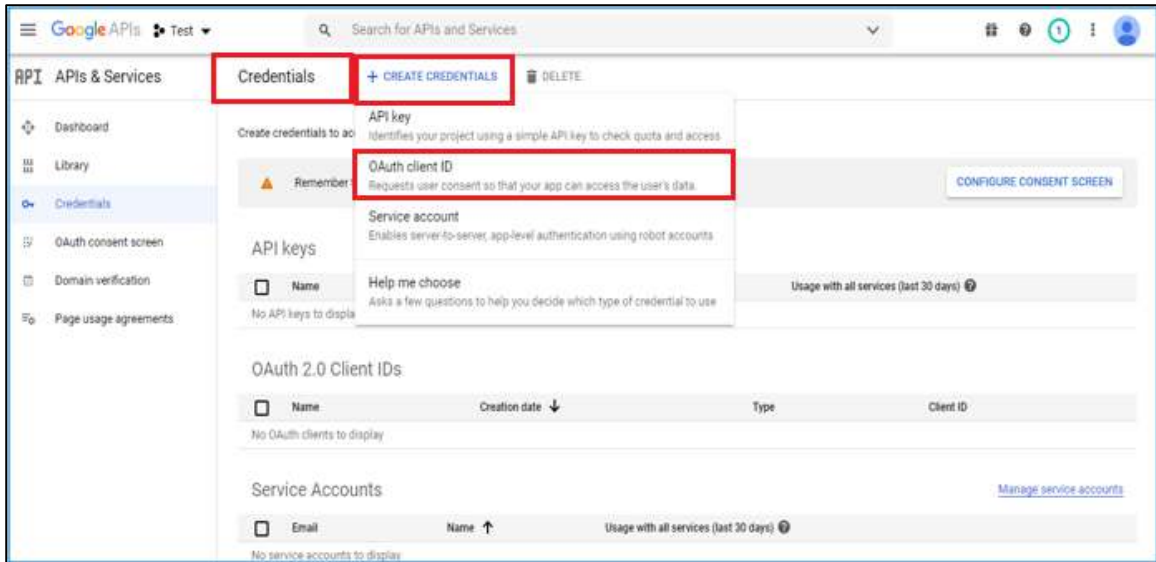 Google APIs Test Search for APIs and Services 1
API APIs & Services Credentials + CREATE CREDENTIALS DELETE
Dashboard
Library
Credentials
OAuth consent screen
Domain verification
Page usage agreements
Create credentials to ac
API key
Identifies your project using a simple API key to check quota and access
OAuth client ID
Requests user consent so that your app can access the user's data.
Service account
Enables server-to-server, app-level authentication using robot accounts
Help me choose
Asks a few questions to help you decide which type of credential to use
Remember CONFIGURE CONSENT SCREEN
API keys
Name Usage with all services (last 30 days)
No API keys to displa
OAuth 2.0 Client IDs
Name Creation date Type Client ID
No OAuth clients to display
Service Accounts Manage service accounts
Email Name Usage with all services (last 30 days)
No service accounts to display